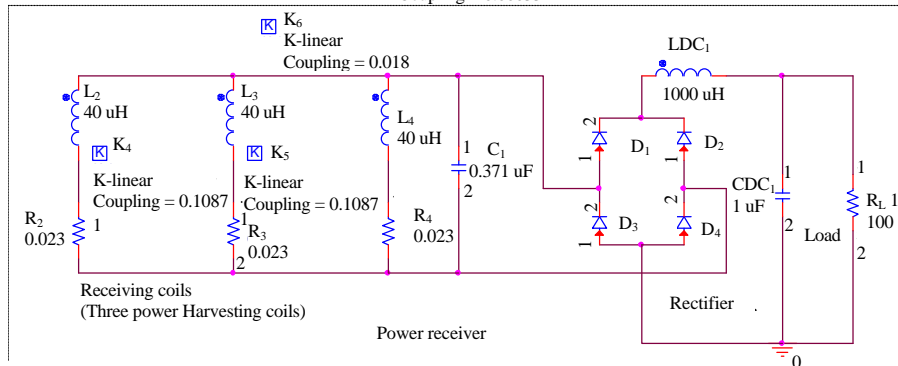 K K6
K-linear
Coupling = 0.018
LDC1
1000 uH
L2
40 uH
L3
40 uH
L4
40 uH
K K4
K-linear
Coupling = 0.1087
K K5
K-linear
Coupling = 0.1087
R2
0.023
1
1
R3
0.023
2
R4
0.023
1
C1
0.371 uF
2
2
D1
1
D2
1
2
D3
1
2
D4
1
CDC1
1 uF
2
1
RL 1
100
Load
2
Receiving coils
(Three power Harvesting coils)
Power receiver
Rectifier
0